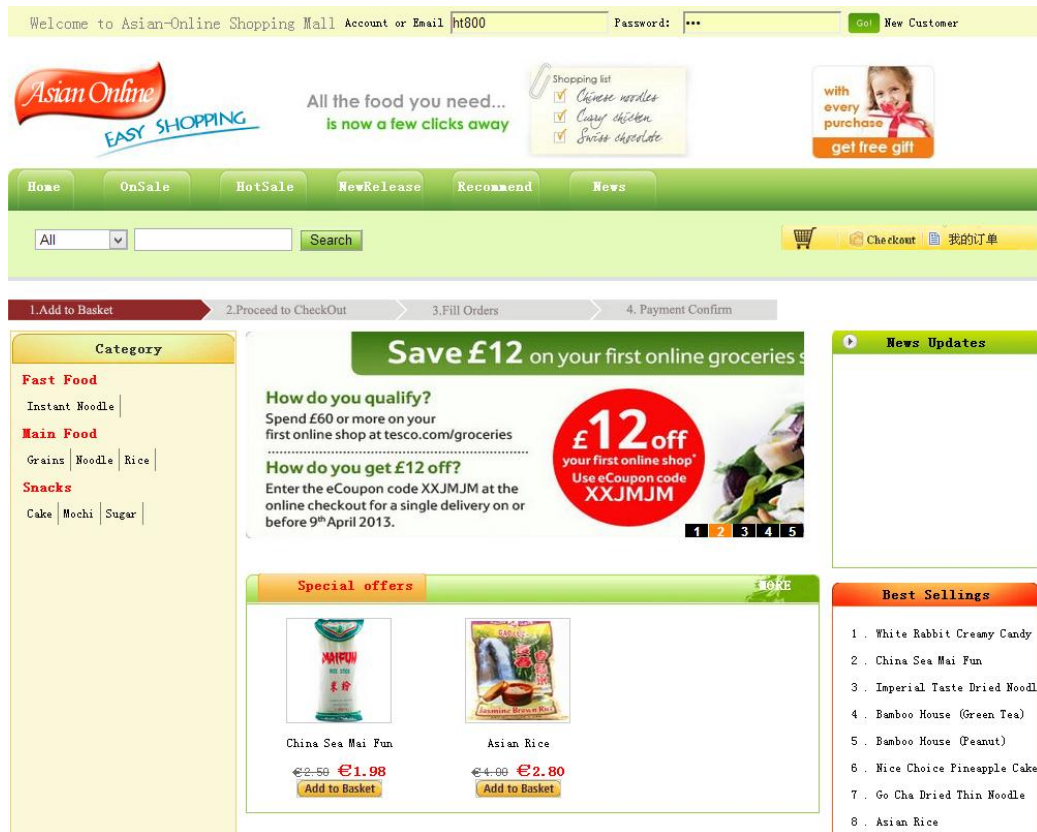 Welcome to Asian-Online Shopping Mall Account or Email ht800 Password: ••• Go! New Customer
Asian Online
EASY SHOPPING
All the food you need...
is now a few clicks away
Shopping list
Chinese noodles
Curry chicken
Swiss chocolate
with
every
purchase
get free gift
Home OnSale HotSale NewRelease Recommend News
All Search Checkout 我的订单
1.Add to Basket 2.Proceed to CheckOut 3.Fill Orders 4. Payment Confirm
Category
Fast Food
Instant Noodle
Main Food
Grains Noodle Rice
Snacks
Cake Mochi Sugar
Save £12 on your first online groceries s
How do you qualify?
Spend £60 or more on your
first online shop at tesco.com/groceries
How do you get £12 off?
Enter the eCoupon code XXJMJM at the
online checkout for a single delivery on or
before 9th April 2013.
£12 off
your first online shop*
Use eCoupon code
XXJMJM
1 2 3 4 5
News Updates
Special offers MORE
MAIFUN
米粉
Jasmine Brown Rice
China Sea Mai Fun
€2.50 €1.98
Add to Basket
Asian Rice
€4.00 €2.80
Add to Basket
Best Sellings
1 . White Rabbit Creamy Candy
2 . China Sea Mai Fun
3 . Imperial Taste Dried Noodl
4 . Bamboo House (Green Tea)
5 . Bamboo House (Peanut)
6 . Nice Choice Pineapple Cake
7 . Go Cha Dried Thin Noodle
8 . Asian Rice